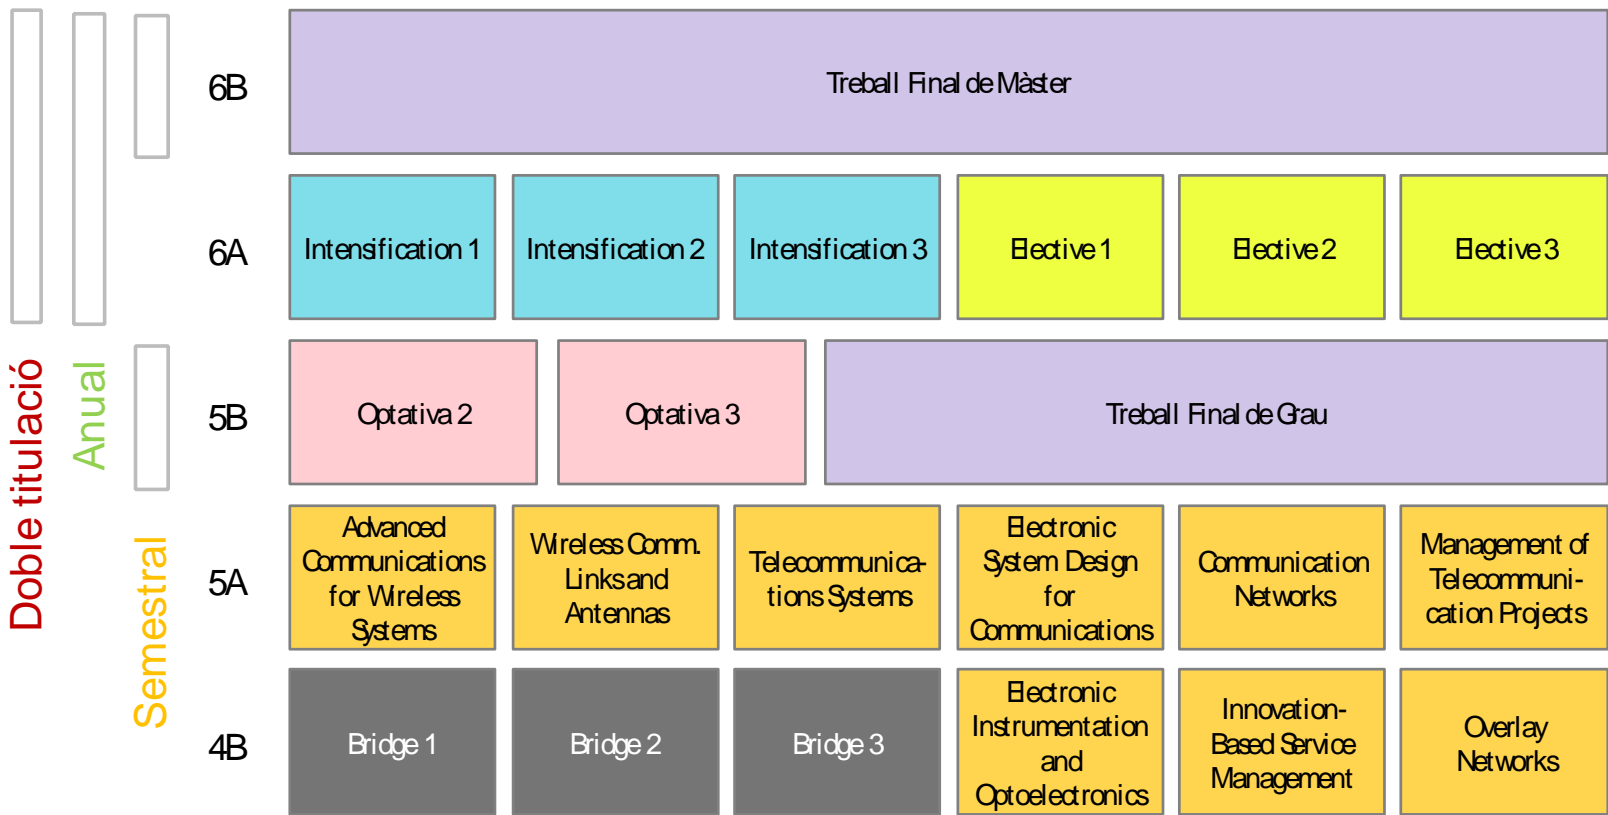 6B
Treball Final de Màster
6A
Intensification 1
Intensification 2
Intensification 3
Elective 1
Elective 2
Elective 3
5B
Optativa 2
Optativa 3
Treball Final de Grau
5A
Advanced
Communications
for Wireless
Systems
Wireless Comm.
Links and
Antennas
Telecommunica-
tions Systems
Electronic
System Design
for
Communications
Communication
Networks
Management of
Telecommuni-
cation Projects
4B
Bridge 1
Bridge 2
Bridge 3
Electronic
Instrumentation
and
Optoelectronics
Innovation-
Based Service
Management
Overlay
Networks
Doble titulació
Anual
Semestral